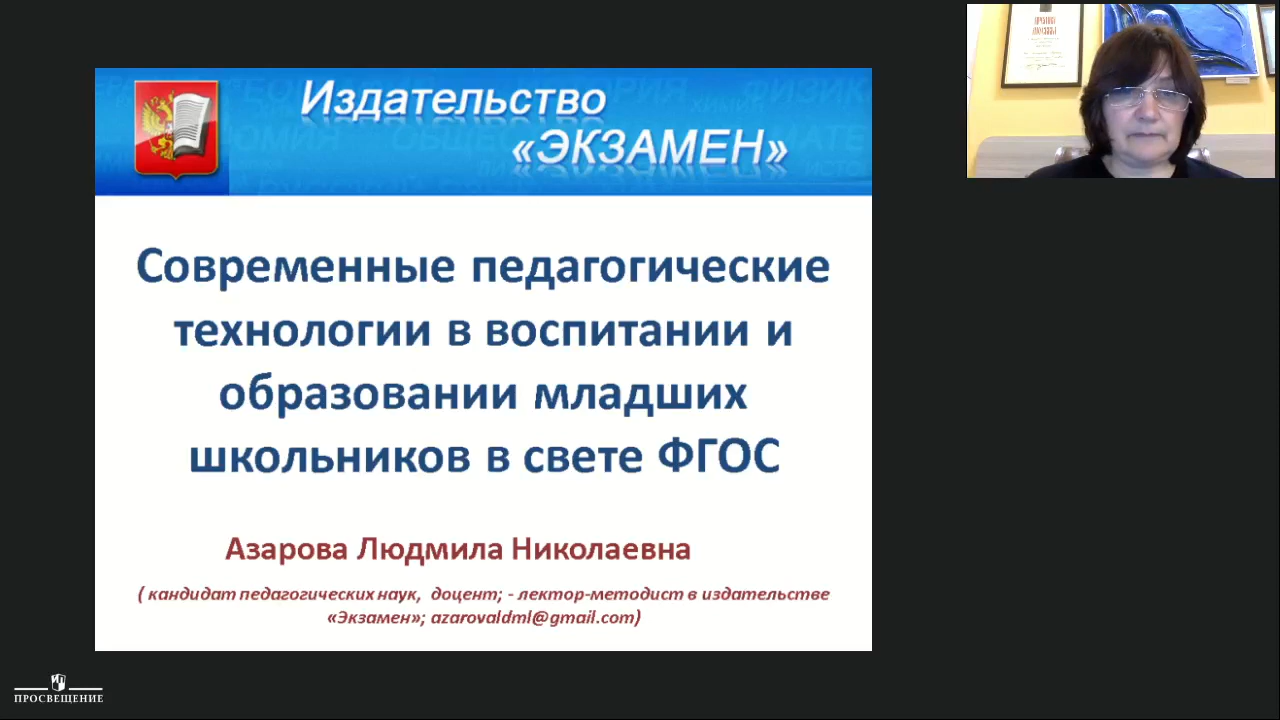 Издательство
«ЭКЗАМЕН»
Современные педагогические
технологии в воспитании и
образовании младших
школьников в свете ФГОС
Азарова Людмила Николаевна
( кандидат педагогических наук, доцент; - лектор-методист в издательстве
«Экзамен»; azarovaldml@gmail.com)
ПРОСВЕЩЕНИЕ